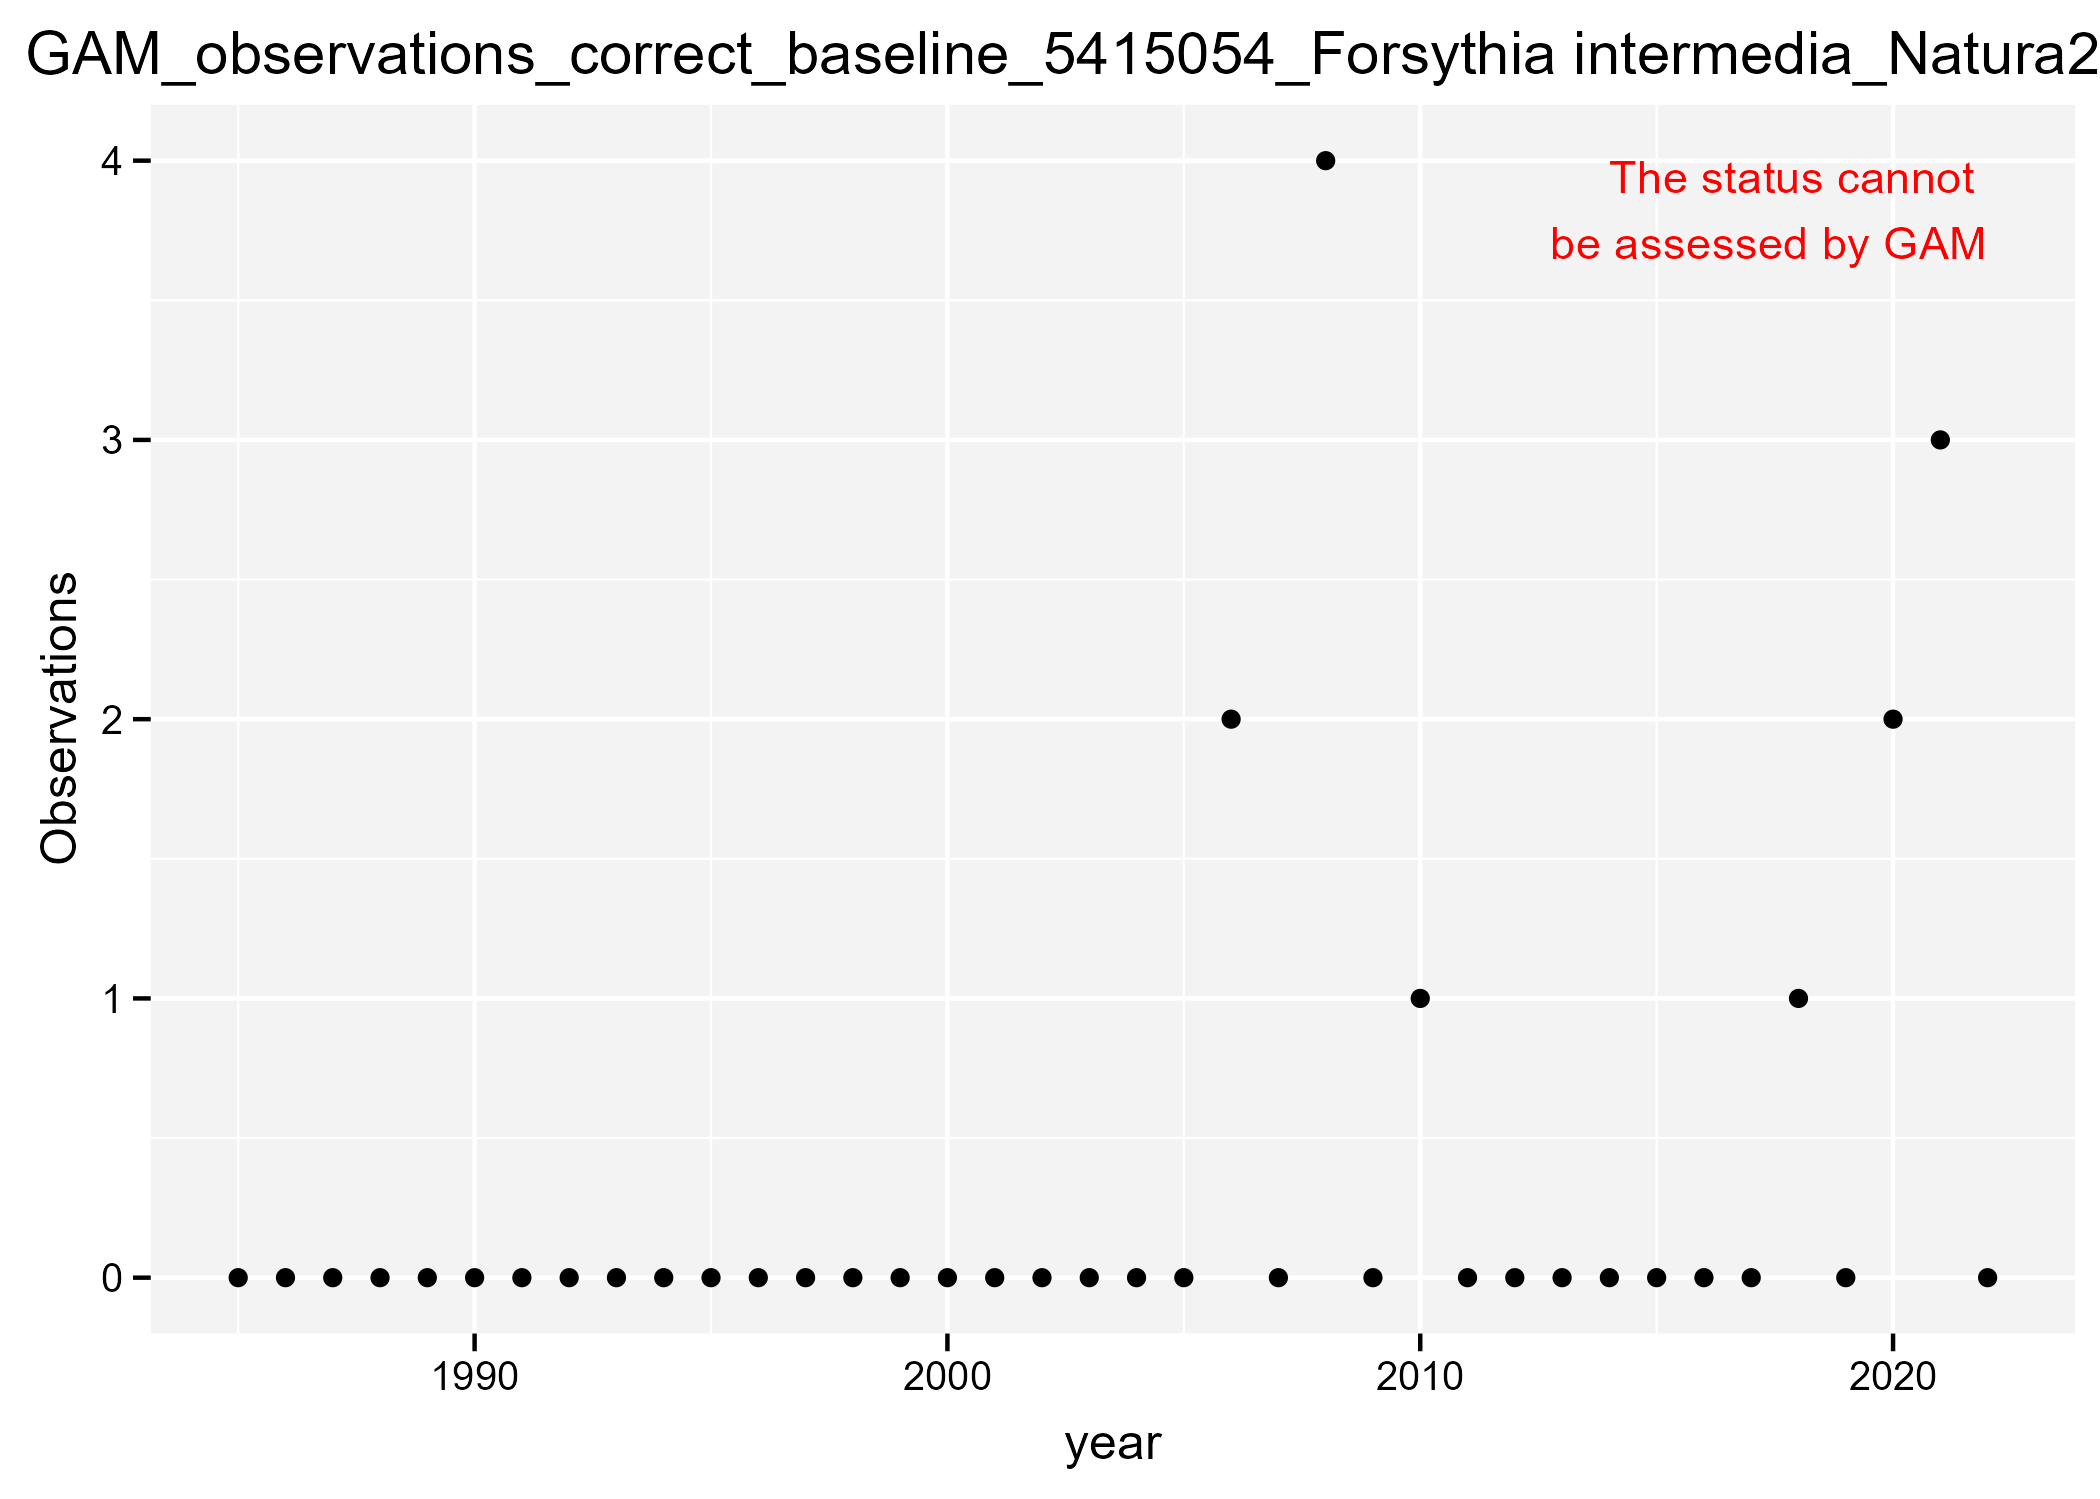 GAM_observations_correct_baseline_5415054_Forsythia intermedia_Natura2
The status cannot
be assessed by GAM
4
3
2
1
0
Observations
1990 2000 2010 2020
year